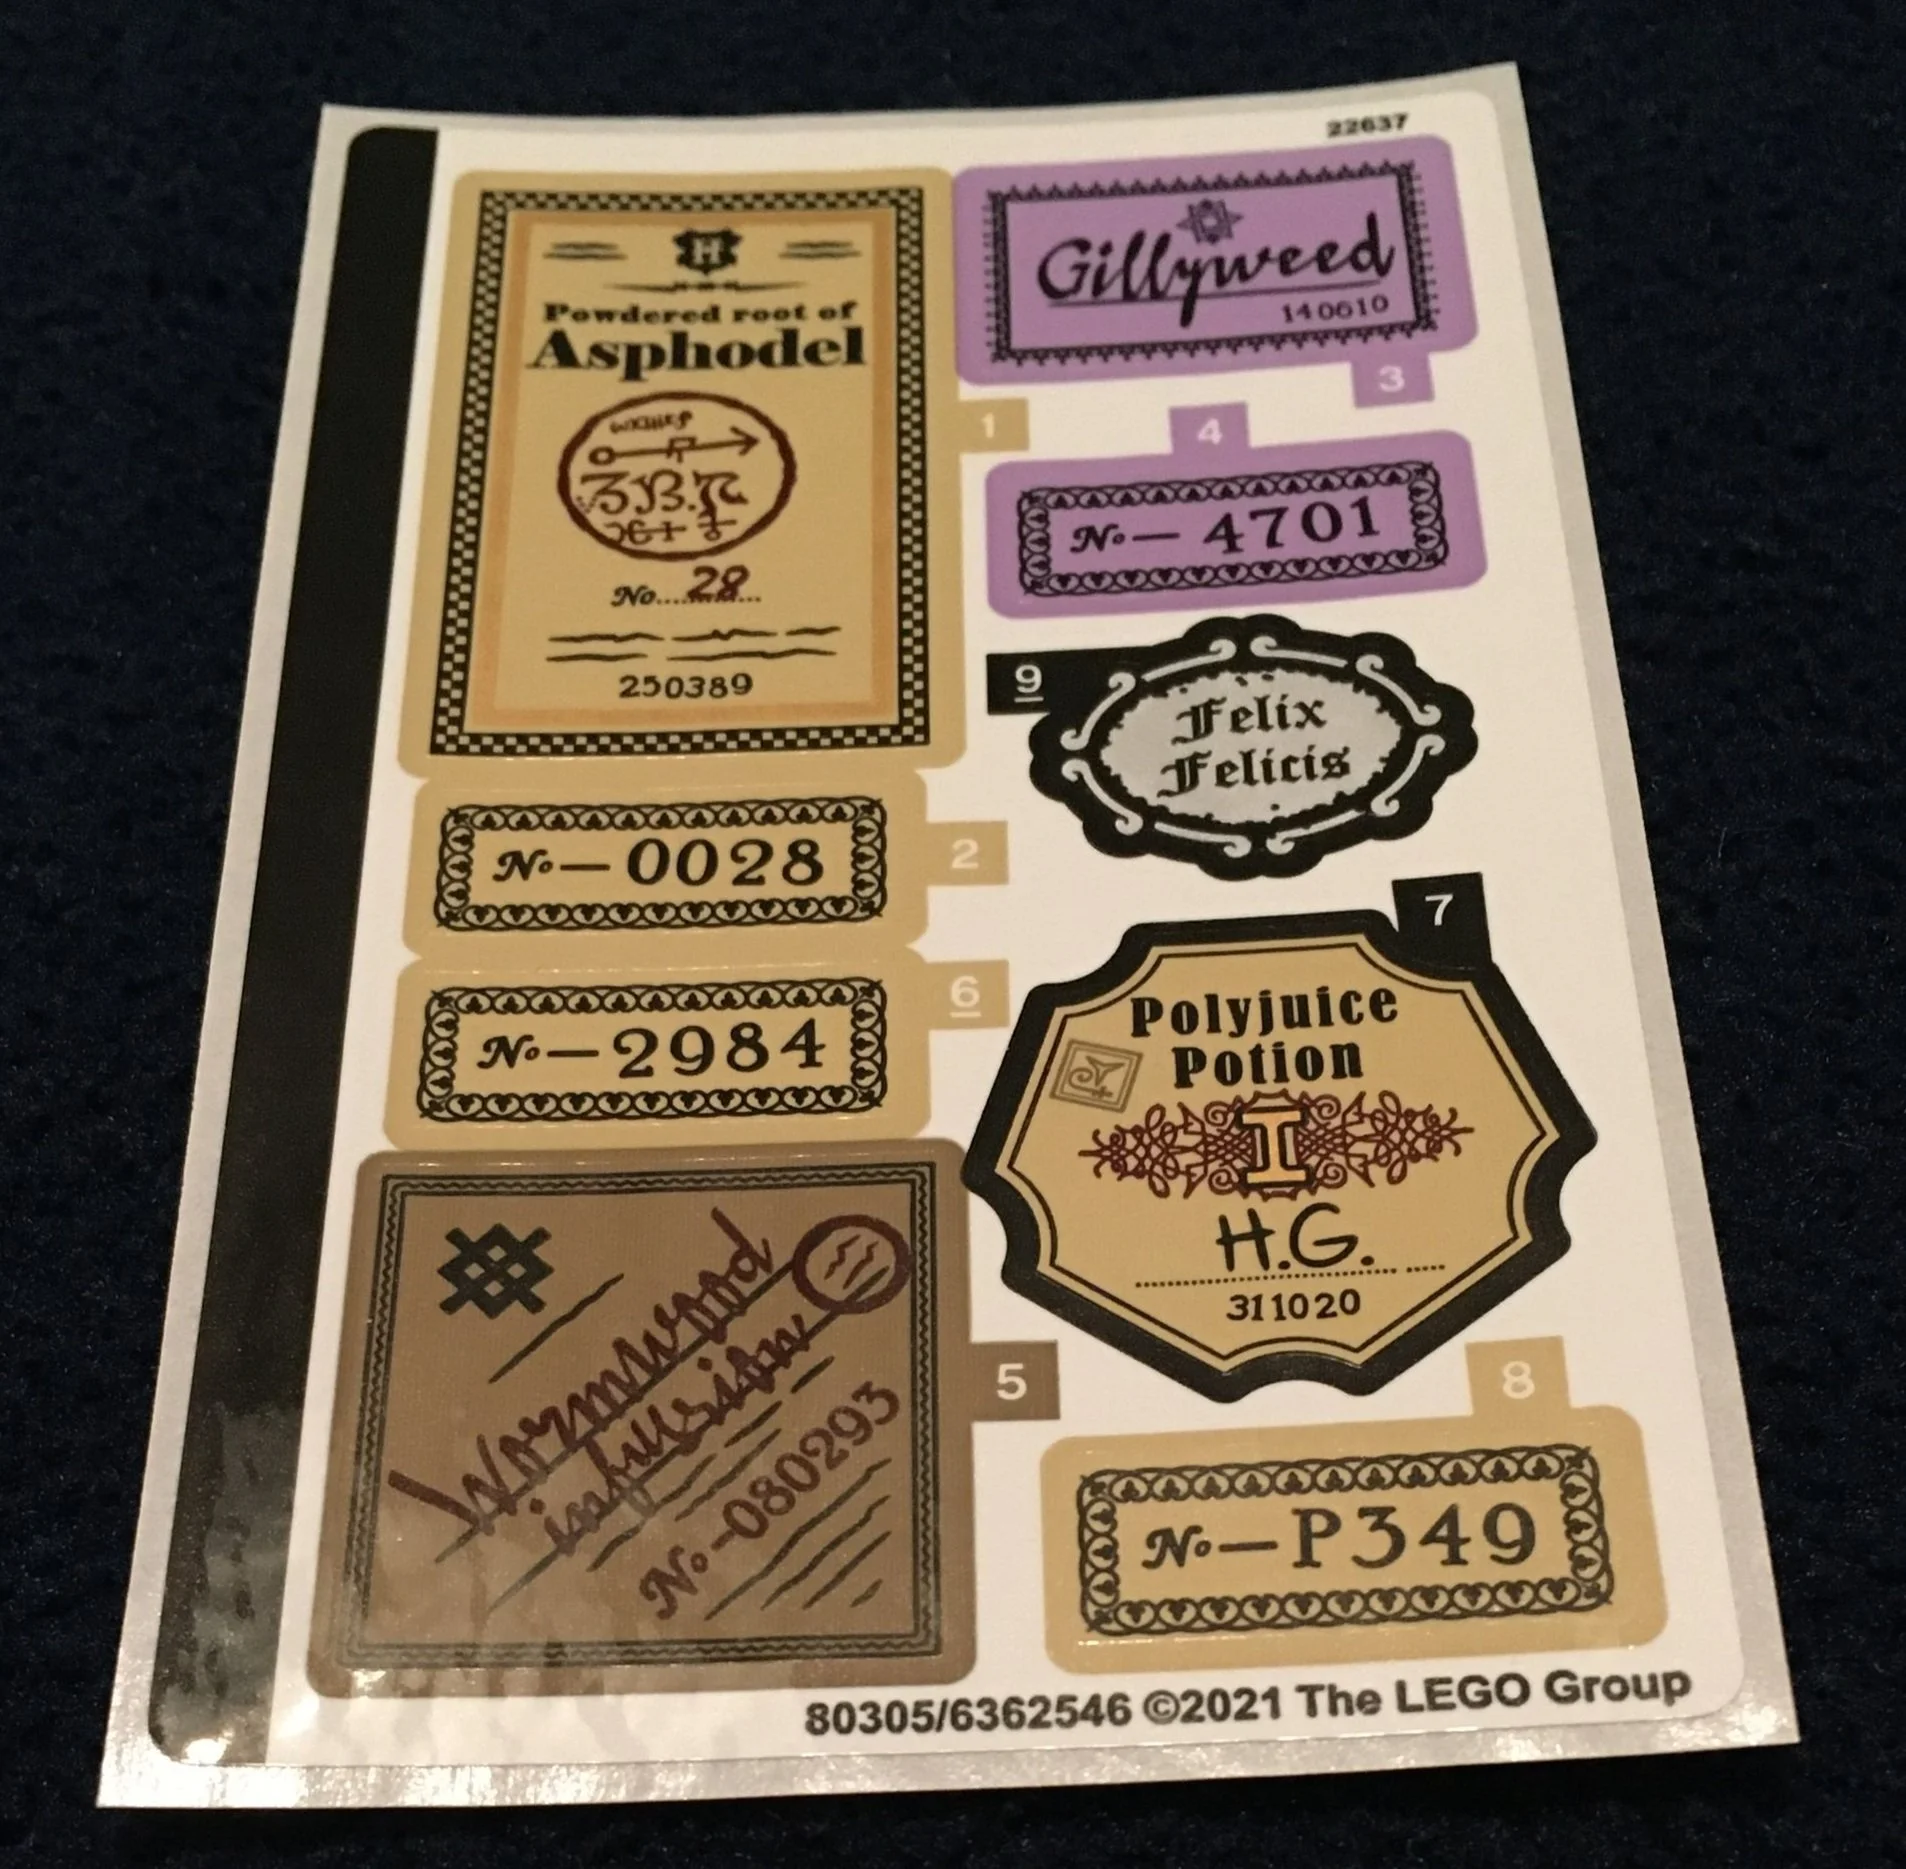 22637
H
Powdered root of
Asphodel
No....28....
250389
1
Gillyweed
140610
3
4
No— 4701
No—0028
2
9
Felix
Felicis
No—2984
6
7
Polyjuice
Potion
I
H.G.
311020
Wormwood
infusion
No-080293
5
8
No—P349
80305/6362546 ©2021 The LEGO Group